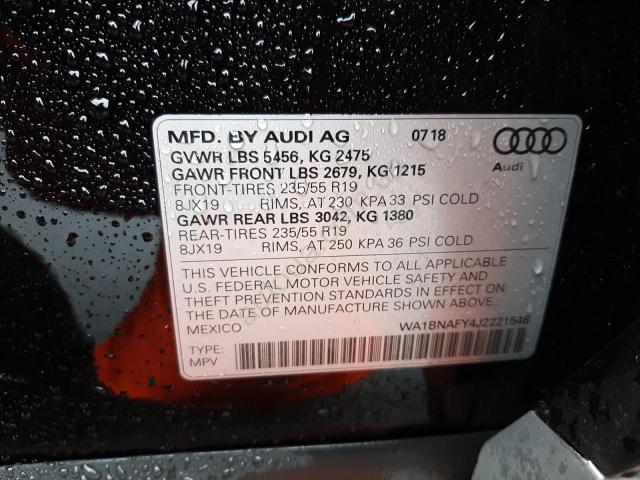 MFD. BY AUDI AG 0718
GVWR LBS 5456, KG 2475
GAWR FRONT LBS 2679, KG 1215
FRONT-TIRES 235/55 R19
8JX19 RIMS, AT 230 KPA 33 PSI COLD
GAWR REAR LBS 3042, KG 1380
REAR-TIRES 235/55 R19
8JX19 RIMS, AT 250 KPA 36 PSI COLD
Audi
THIS VEHICLE CONFORMS TO ALL APPLICABLE
U.S. FEDERAL MOTOR VEHICLE SAFETY AND
THEFT PREVENTION STANDARDS IN EFFECT ON
THE DATE OF MANUFACTURE SHOWN ABOVE.
MEXICO WA1BNAFY4J2221548
TYPE:
MPV